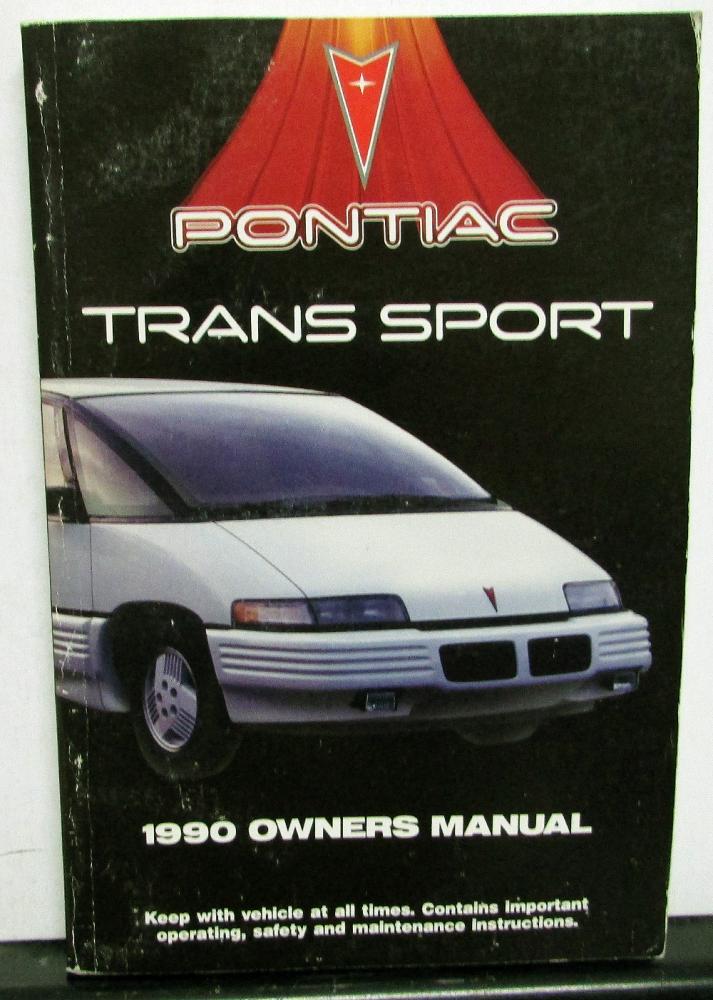 PONTIAC
TRANS SPORT
1990 OWNERS MANUAL
Keep with vehicle at all times. Contains important
operating, safety and maintenance instructions.